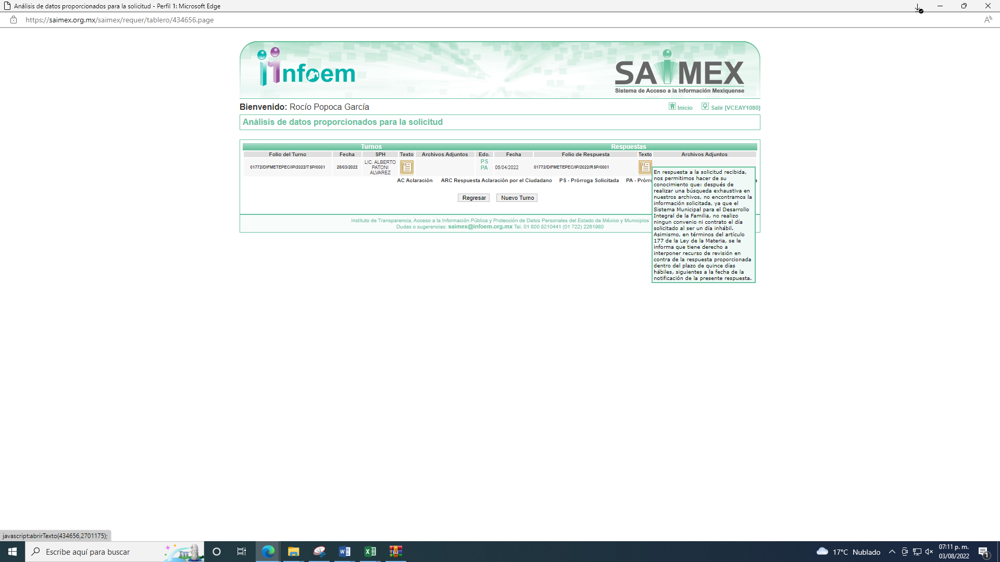 Análisis de datos proporcionados para la solicitud - Perfil 1: Microsoft Edge
https://saimex.org.mx/saimex/requer/tablero/434656.page
infoem
SAIMEX
Sistema de Acceso a la Información Mexiquense
Bienvenido: Rocío Popoca García
Inicio Salir [VCEAY1080]
Análisis de datos proporcionados para la solicitud
Turnos Respuestas
Folio del Turno Fecha SPH Texto Archivos Adjuntos Edo. Fecha Folio de Respuesta Texto Archivos Adjuntos
01772/DIFMETEPEC/IP/2022/TSP/0001 28/03/2022 LIC. ALBERTO PATONI ALVAREZ PS PA 05/04/2022 01772/DIFMETEPEC/IP/2022/RSP/0001
AC Aclaración ARC Respuesta Aclaración por el Ciudadano PS - Prórroga Solicitada PA - Prórro
Regresar Nuevo Turno
En respuesta a la solicitud recibida,
nos permitimos hacer de su
conocimiento que: después de
realizar una búsqueda exhaustiva en
nuestros archivos, no encontramos la
información solicitada, ya que el
Sistema Municipal para el Desarrollo
Integral de la Familia, no realizo
ningun convenio ni contrato el día
solicitado al ser un día inhábil.
Asimismo, en términos del artículo
177 de la Ley de la Materia, se le
informa que tiene derecho a
interponer recurso de revisión en
contra de la respuesta proporcionada
dentro del plazo de quince días
hábiles, siguientes a la fecha de la
notificación de la presente respuesta.
Instituto de Transparencia, Acceso a la Información Pública y Protección de Datos Personales del Estado de México y Municipios
Dudas o sugerencias: saimex@infoem.org.mx Tel. 01 800 8210441 (01 722) 2261980
javascript:abrirTexto(434656,2701175);
Escribe aquí para buscar
17°C Nublado
07:11 p. m.
03/08/2022
1